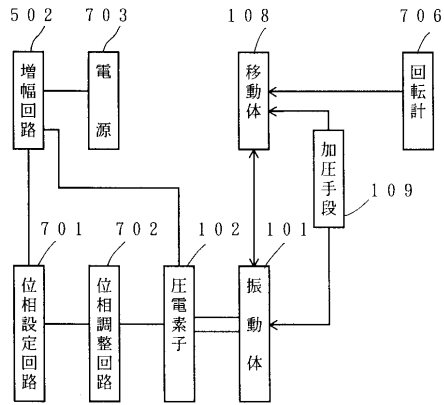 502
703
108
706
増幅回路
電源
移動体
回転計
加圧手段
109
701
702
102
101
位相設定回路
位相調整回路
圧電素子
振動体